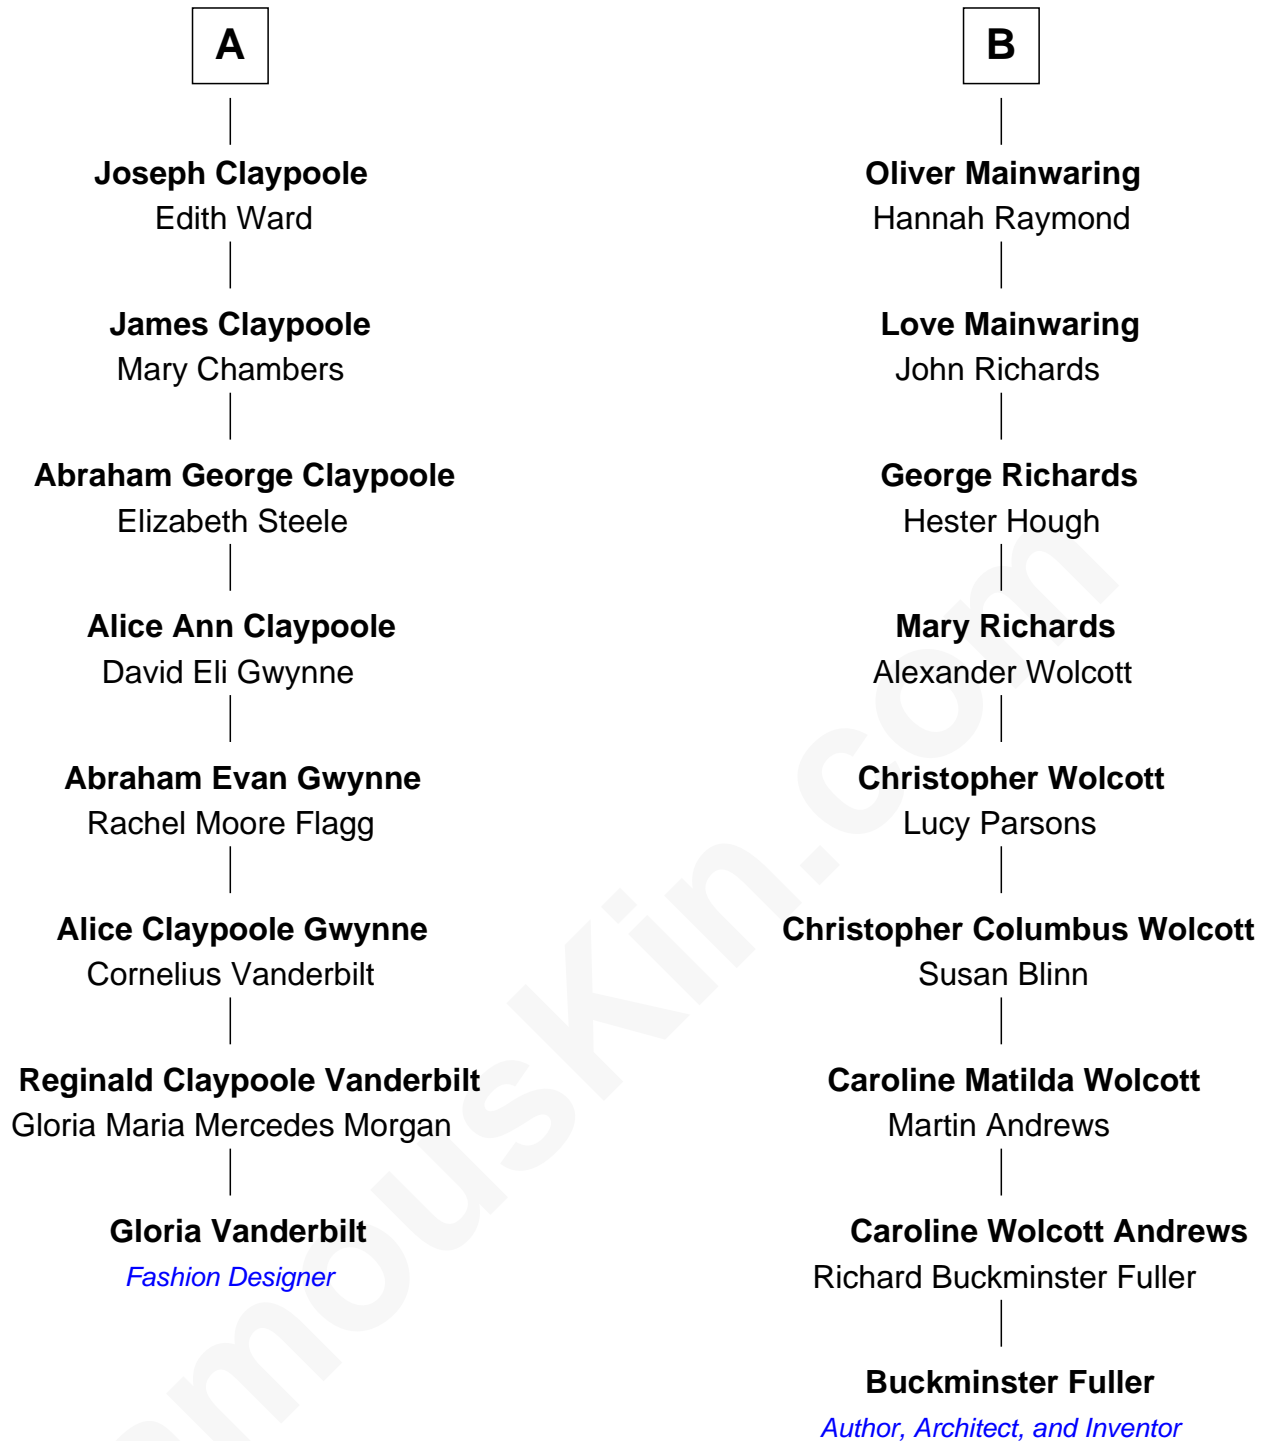 A
Joseph Claypoole
Edith Ward
James Claypoole
Mary Chambers
Abraham George Claypoole
Elizabeth Steele
Alice Ann Claypoole
David Eli Gwynne
Abraham Evan Gwynne
Rachel Moore Flagg
Alice Claypoole Gwynne
Cornelius Vanderbilt
Reginald Claypoole Vanderbilt
Gloria Maria Mercedes Morgan
Gloria Vanderbilt
Fashion Designer
B
Oliver Mainwaring
Hannah Raymond
Love Mainwaring
John Richards
George Richards
Hester Hough
Mary Richards
Alexander Wolcott
Christopher Wolcott
Lucy Parsons
Christopher Columbus Wolcott
Susan Blinn
Caroline Matilda Wolcott
Martin Andrews
Caroline Wolcott Andrews
Richard Buckminster Fuller
Buckminster Fuller
Author, Architect, and Inventor
amousKin.com